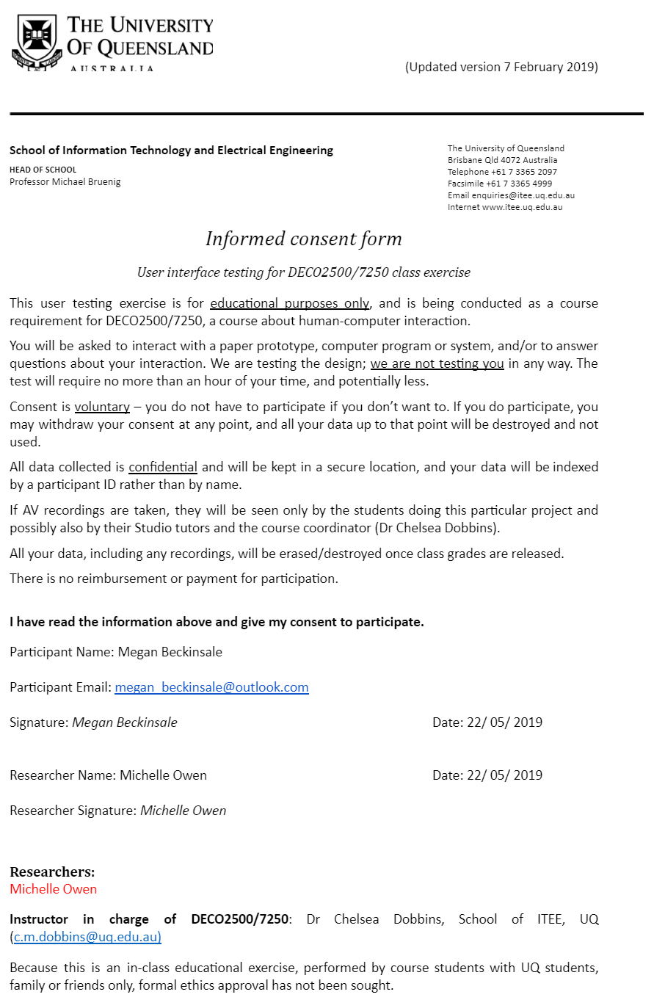 THE UNIVERSITY
OF QUEENSLAND
AUSTRALIA
(Updated version 7 February 2019)
School of Information Technology and Electrical Engineering
HEAD OF SCHOOL
Professor Michael Bruenig
The University of Queensland
Brisbane Qld 4072 Australia
Telephone +61 7 3365 2097
Facsimile +61 7 3365 4999
Email enquiries@itee.uq.edu.au
Internet www.itee.uq.edu.au
Informed consent form
User interface testing for DECO2500/7250 class exercise
This user testing exercise is for educational purposes only, and is being conducted as a course
requirement for DECO2500/7250, a course about human-computer interaction.
You will be asked to interact with a paper prototype, computer program or system, and/or to answer
questions about your interaction. We are testing the design; we are not testing you in any way. The
test will require no more than an hour of your time, and potentially less.
Consent is voluntary – you do not have to participate if you don’t want to. If you do participate, you
may withdraw your consent at any point, and all your data up to that point will be destroyed and not
used.
All data collected is confidential and will be kept in a secure location, and your data will be indexed
by a participant ID rather than by name.
If AV recordings are taken, they will be seen only by the students doing this particular project and
possibly also by their Studio tutors and the course coordinator (Dr Chelsea Dobbins).
All your data, including any recordings, will be erased/destroyed once class grades are released.
There is no reimbursement or payment for participation.
I have read the information above and give my consent to participate.
Participant Name: Megan Beckinsale
Participant Email: megan_beckinsale@outlook.com
Signature: Megan Beckinsale Date: 22/ 05/ 2019
Researcher Name: Michelle Owen Date: 22/ 05/ 2019
Researcher Signature: Michelle Owen
Researchers:
Michelle Owen
Instructor in charge of DECO2500/7250: Dr Chelsea Dobbins, School of ITEE, UQ
(c.m.dobbins@uq.edu.au)
Because this is an in-class educational exercise, performed by course students with UQ students,
family or friends only, formal ethics approval has not been sought.